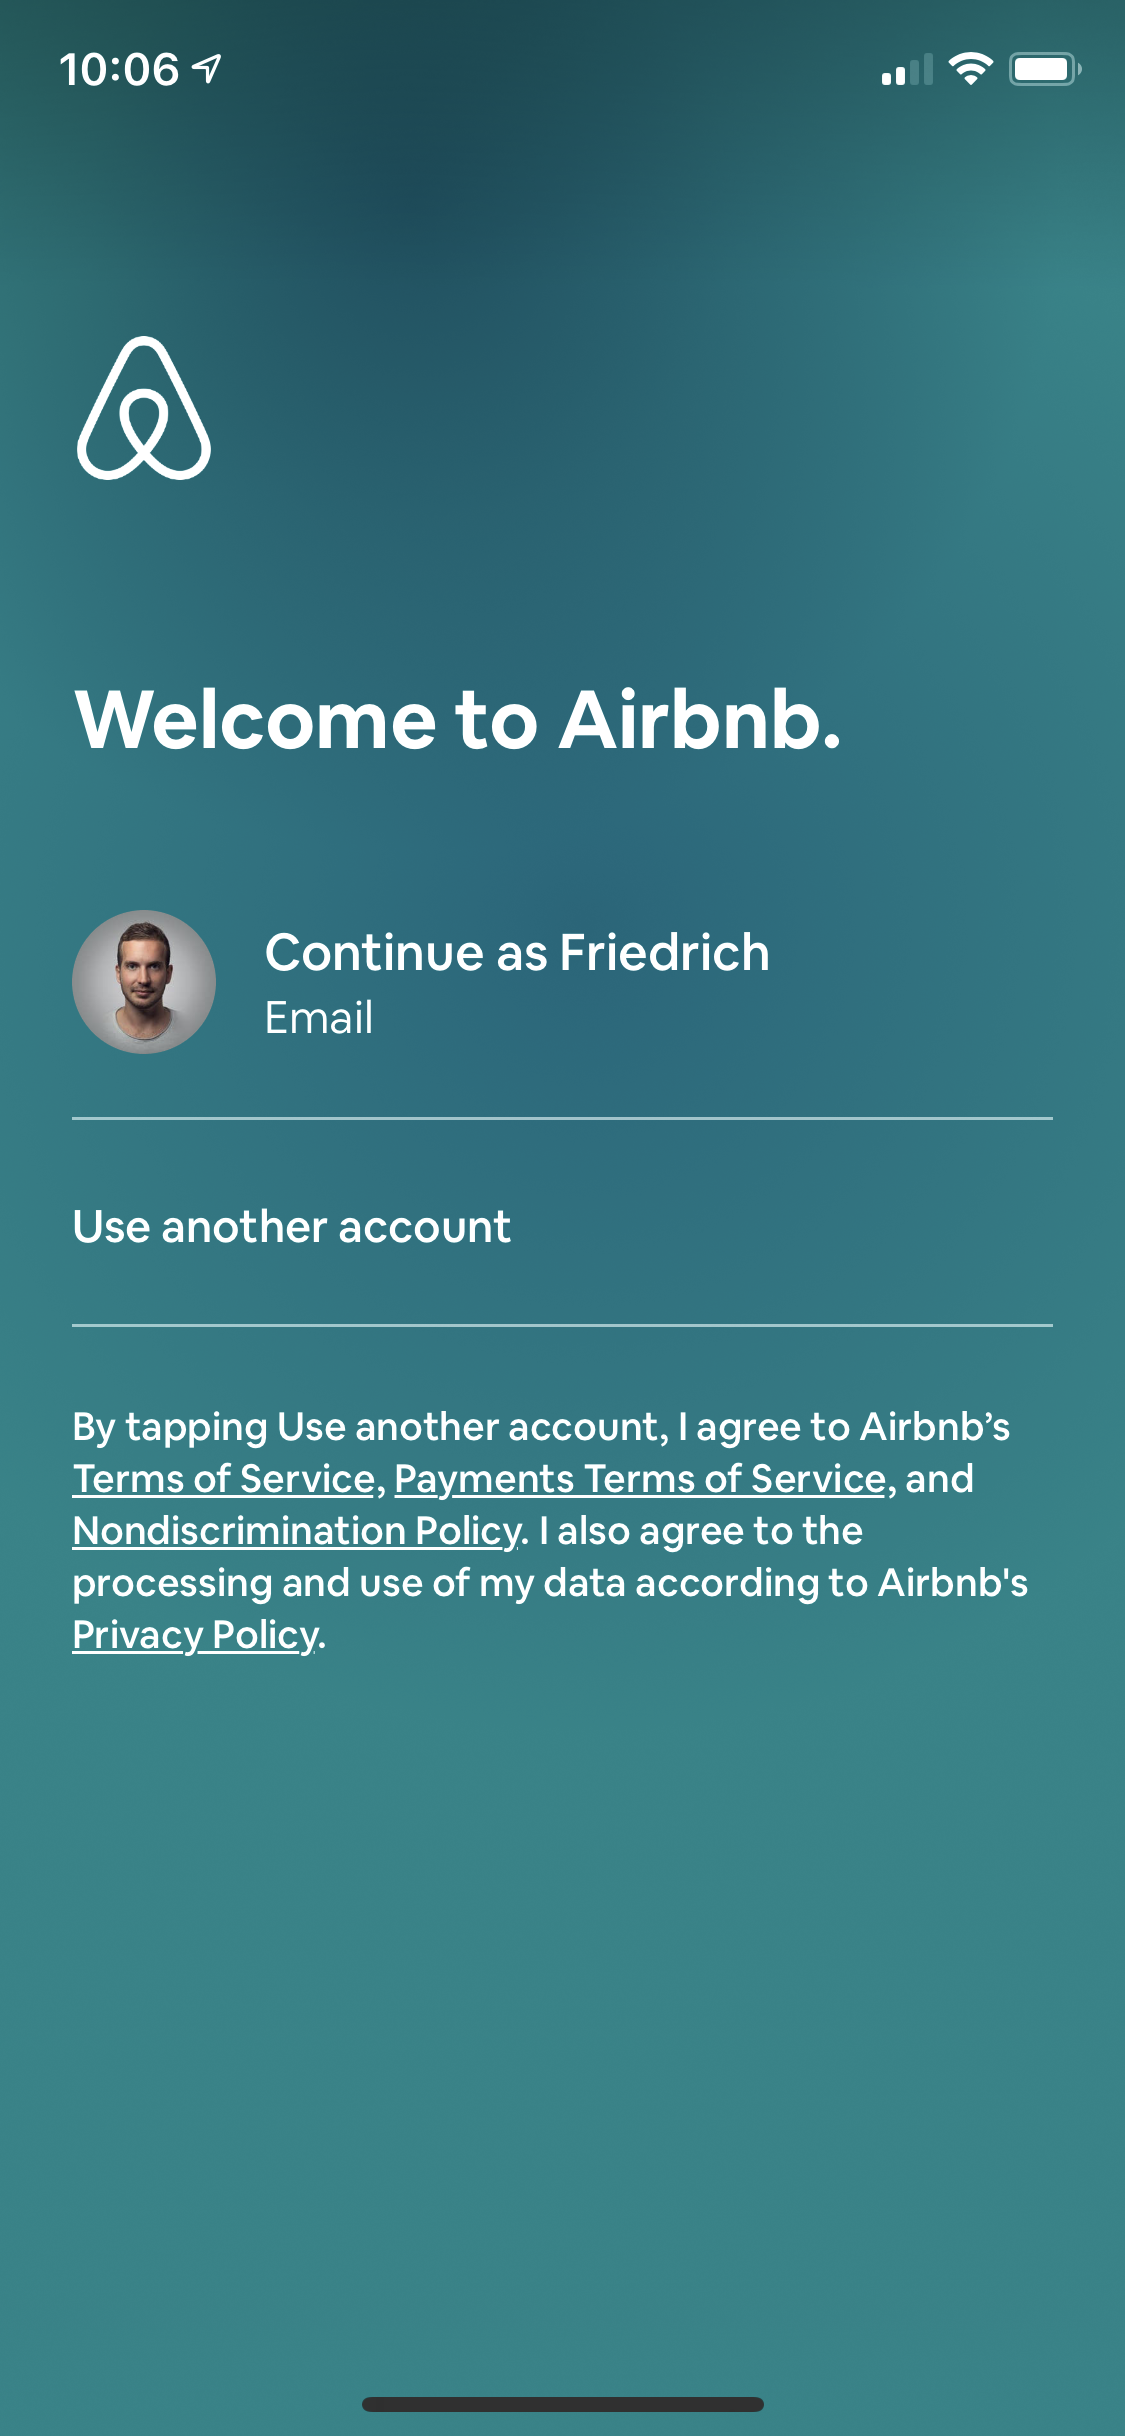 10:06
Welcome to Airbnb.
Continue as Friedrich
Email
Use another account
By tapping Use another account, I agree to Airbnb’s
Terms of Service, Payments Terms of Service, and
Nondiscrimination Policy. I also agree to the
processing and use of my data according to Airbnb's
Privacy Policy.